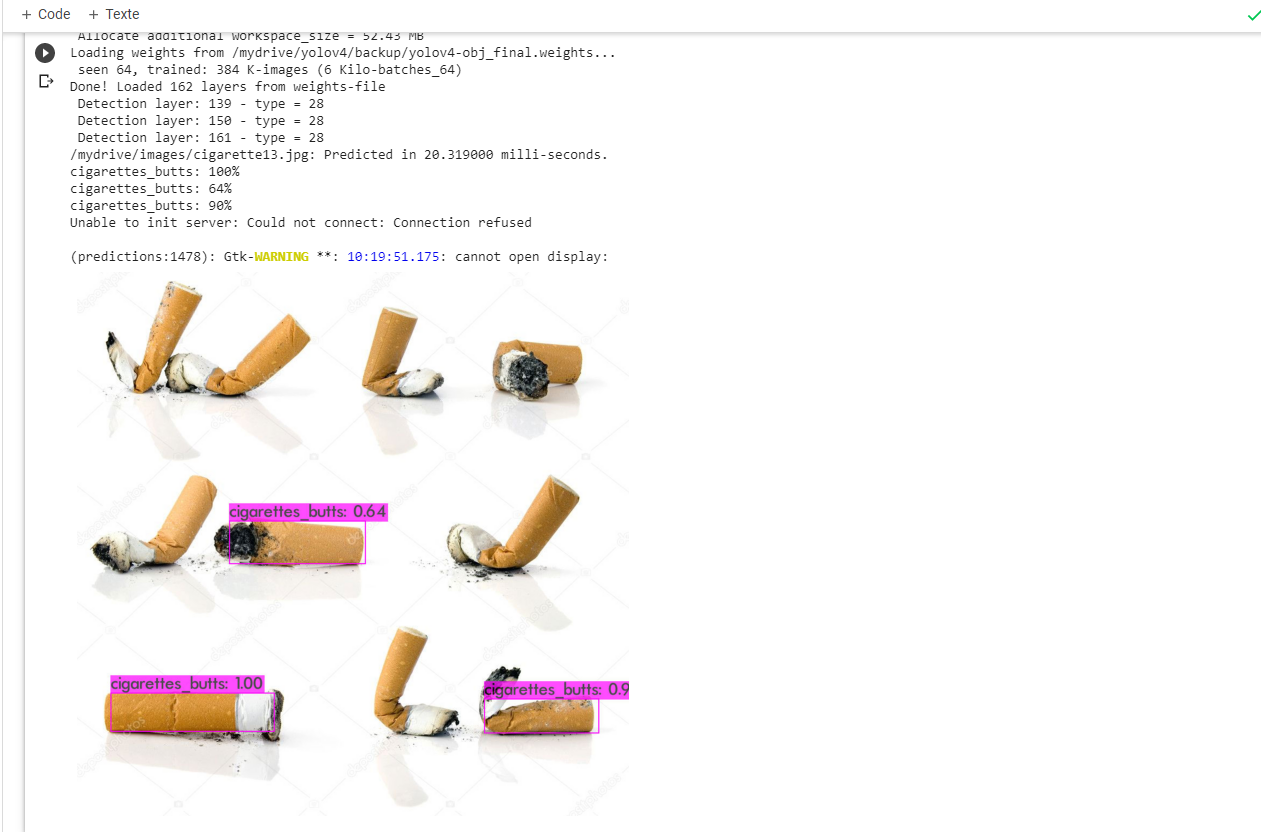 + Code + Texte
Allocate additional workspace_size = 52.43 MB
Loading weights from /mydrive/yolov4/backup/yolov4-obj_final.weights...
seen 64, trained: 384 K-images (6 Kilo-batches_64)
Done! Loaded 162 layers from weights-file
Detection layer: 139 - type = 28
Detection layer: 150 - type = 28
Detection layer: 161 - type = 28
/mydrive/images/cigarette13.jpg: Predicted in 20.319000 milli-seconds.
cigarettes_butts: 100%
cigarettes_butts: 64%
cigarettes_butts: 90%
Unable to init server: Could not connect: Connection refused
(predictions:1478): Gtk-WARNING **: 10:19:51.175: cannot open display:
cigarettes_butts: 0.64
cigarettes_butts: 1.00
cigarettes_butts: 0.9